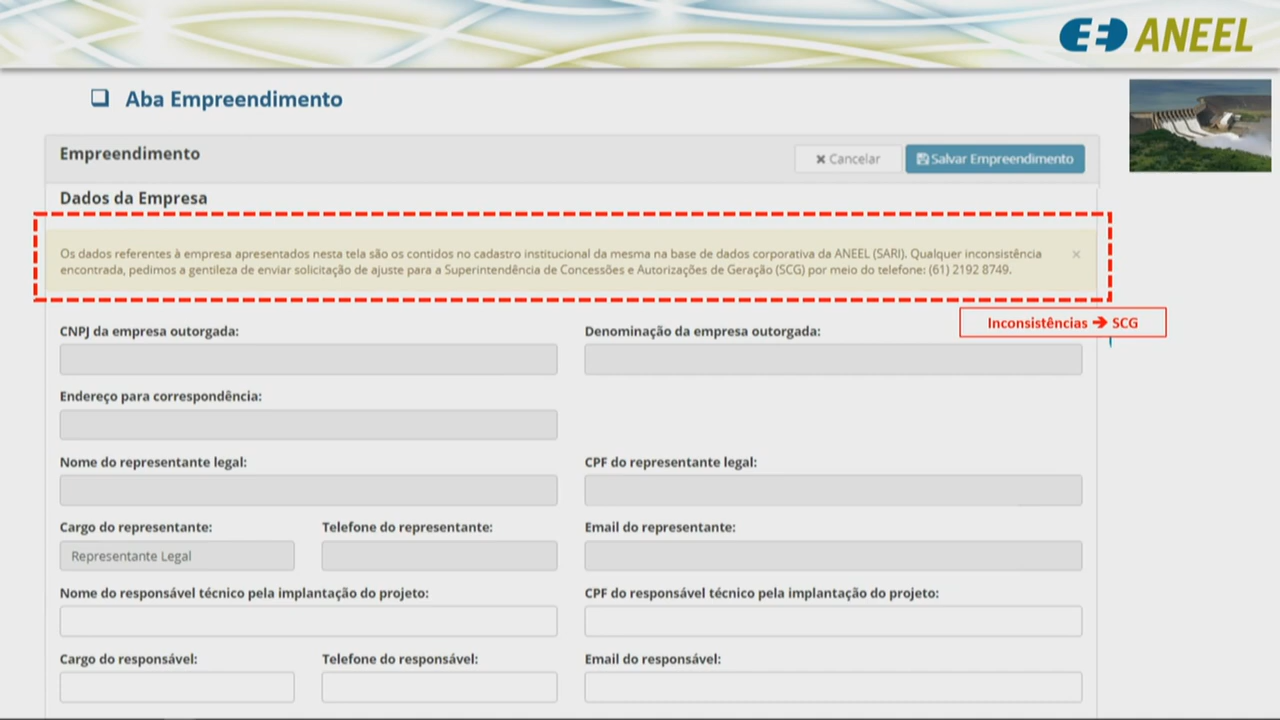 ANEEL
Aba Empreendimento
Empreendimento
Cancelar
Salvar Empreendimento
Dados da Empresa
Os dados referentes à empresa apresentados nesta tela são os contidos no cadastro institucional da mesma na base de dados corporativa da ANEEL (SARI). Qualquer inconsistência
encontrada, pedimos a gentileza de enviar solicitação de ajuste para a Superintendência de Concessões e Autorizações de Geração (SCG) por meio do telefone: (61) 2192 8749.
Inconsistências ➔ SCG
CNPJ da empresa outorgada:
Denominação da empresa outorgada:
Endereço para correspondência:
Nome do representante legal:
CPF do representante legal:
Cargo do representante:
Telefone do representante:
Email do representante:
Representante Legal
Nome do responsável técnico pela implantação do projeto:
CPF do responsável técnico pela implantação do projeto:
Cargo do responsável:
Telefone do responsável:
Email do responsável: